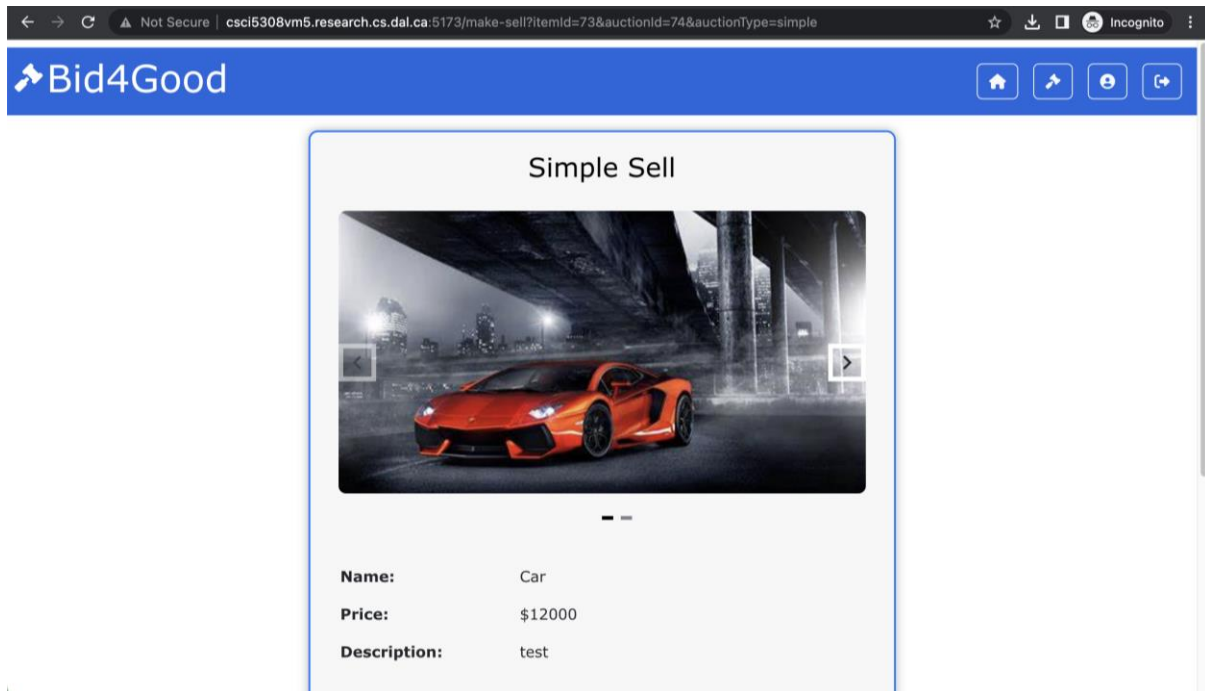 Not Secure csci5308vm5.research.cs.dal.ca:5173/make-sell?itemId=73&auctionId=74&auctionType=simple Incognito
Bid4Good
Simple Sell
Name: Car
Price: $12000
Description: test